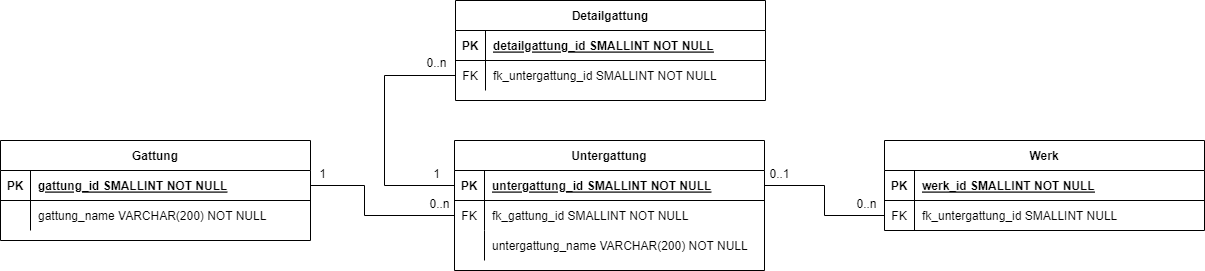 Detailgattung
PK detailgattung_id SMALLINT NOT NULL
0..n
FK fk_untergattung_id SMALLINT NOT NULL
Gattung
PK gattung_id SMALLINT NOT NULL
1
gattung_name VARCHAR(200) NOT NULL
Untergattung
1
PK untergattung_id SMALLINT NOT NULL
0..1
0..n
FK fk_gattung_id SMALLINT NOT NULL
untergattung_name VARCHAR(200) NOT NULL
Werk
PK werk_id SMALLINT NOT NULL
0..n
FK fk_untergattung_id SMALLINT NOT NULL